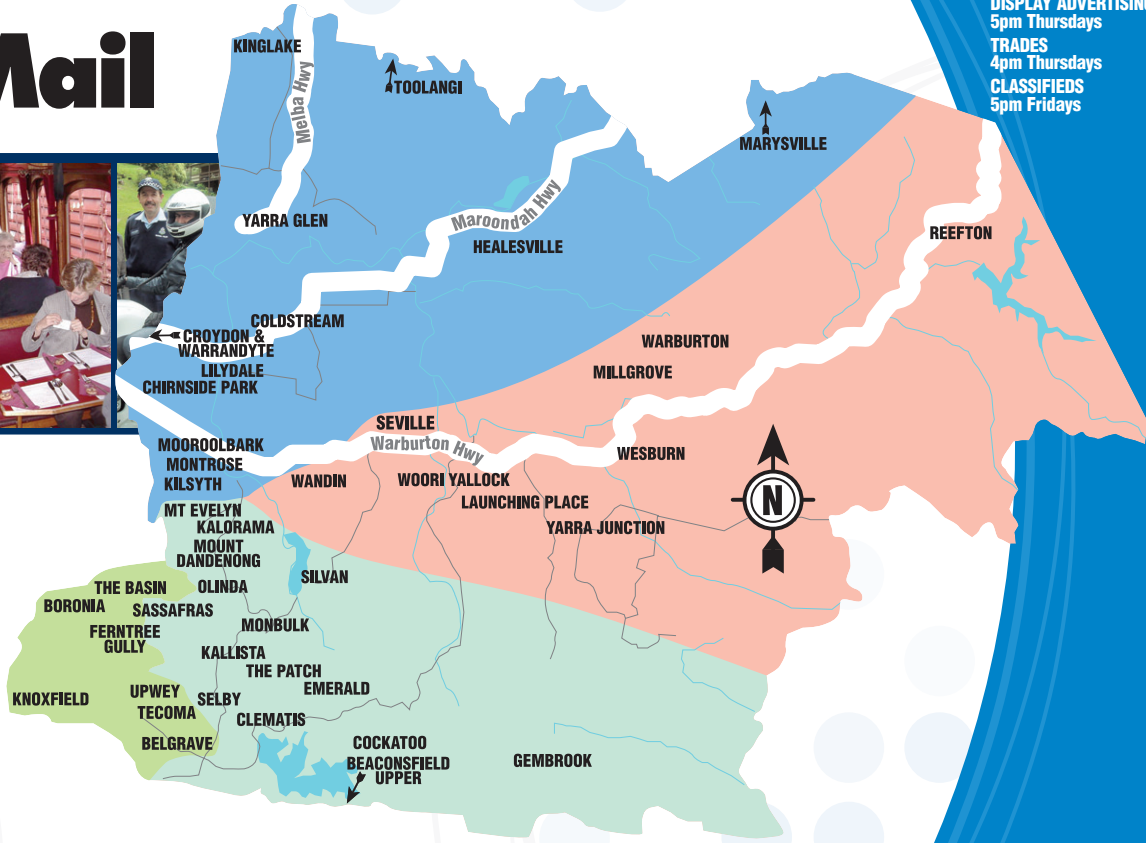 Mail
DISPLAY ADVERTISING
5pm Thursdays
TRADES
4pm Thursdays
CLASSIFIEDS
5pm Fridays
KINGLAKE
Melba Hwy
TOOLANGI
MARYSVILLE
YARRA GLEN
Maroondah Hwy
HEALESVILLE
REEFTON
COLDSTREAM
CROYDON &
WARRANDYTE
LILYDALE
CHIRNSIDE PARK
WARBURTON
MILLGROVE
SEVILLE
Warburton Hwy
MOOROOLBARK
MONTROSE
KILSYTH
WANDIN
WOORI YALLOCK
WESBURN
LAUNCHING PLACE
YARRA JUNCTION
N
MT EVELYN
KALORAMA
MOUNT
DANDENONG
SILVAN
THE BASIN
OLINDA
BORONIA
SASSAFRAS
FERNTREE
GULLY
MONBULK
KALLISTA
THE PATCH
EMERALD
KNOXFIELD
UPWEY
SELBY
TECOMA
CLEMATIS
BELGRAVE
COCKATOO
BEACONSFIELD
UPPER
GEMBROOK